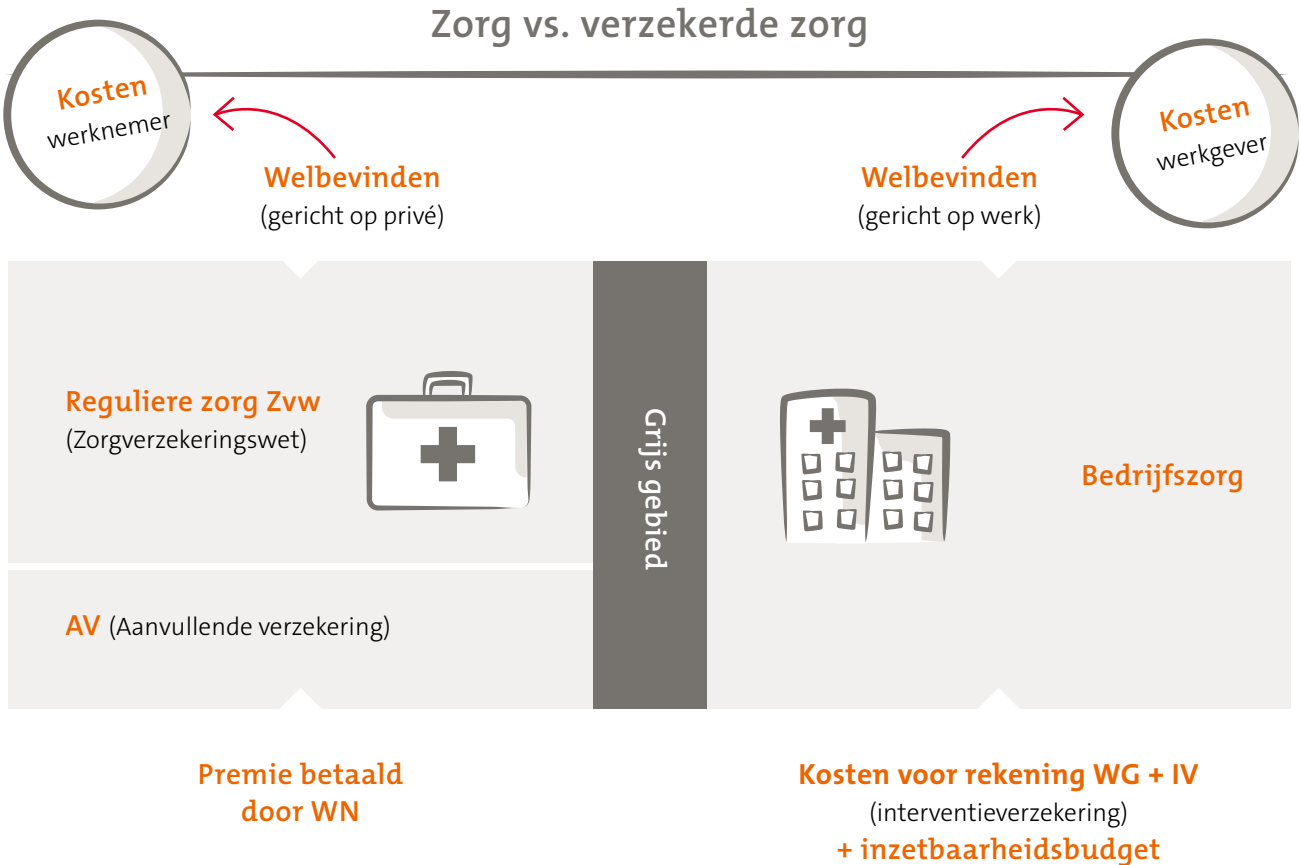 Zorg vs. verzekerde zorg
Kosten
werknemer
Kosten
werkgever
Welbevinden
(gericht op privé)
Welbevinden
(gericht op werk)
Reguliere zorg Zvw
(Zorgverzekeringswet)
AV (Aanvullende verzekering)
Grijs gebied
Bedrijfszorg
Premie betaald
door WN
Kosten voor rekening WG + IV
(interventieverzekering)
+ inzetbaarheidsbudget